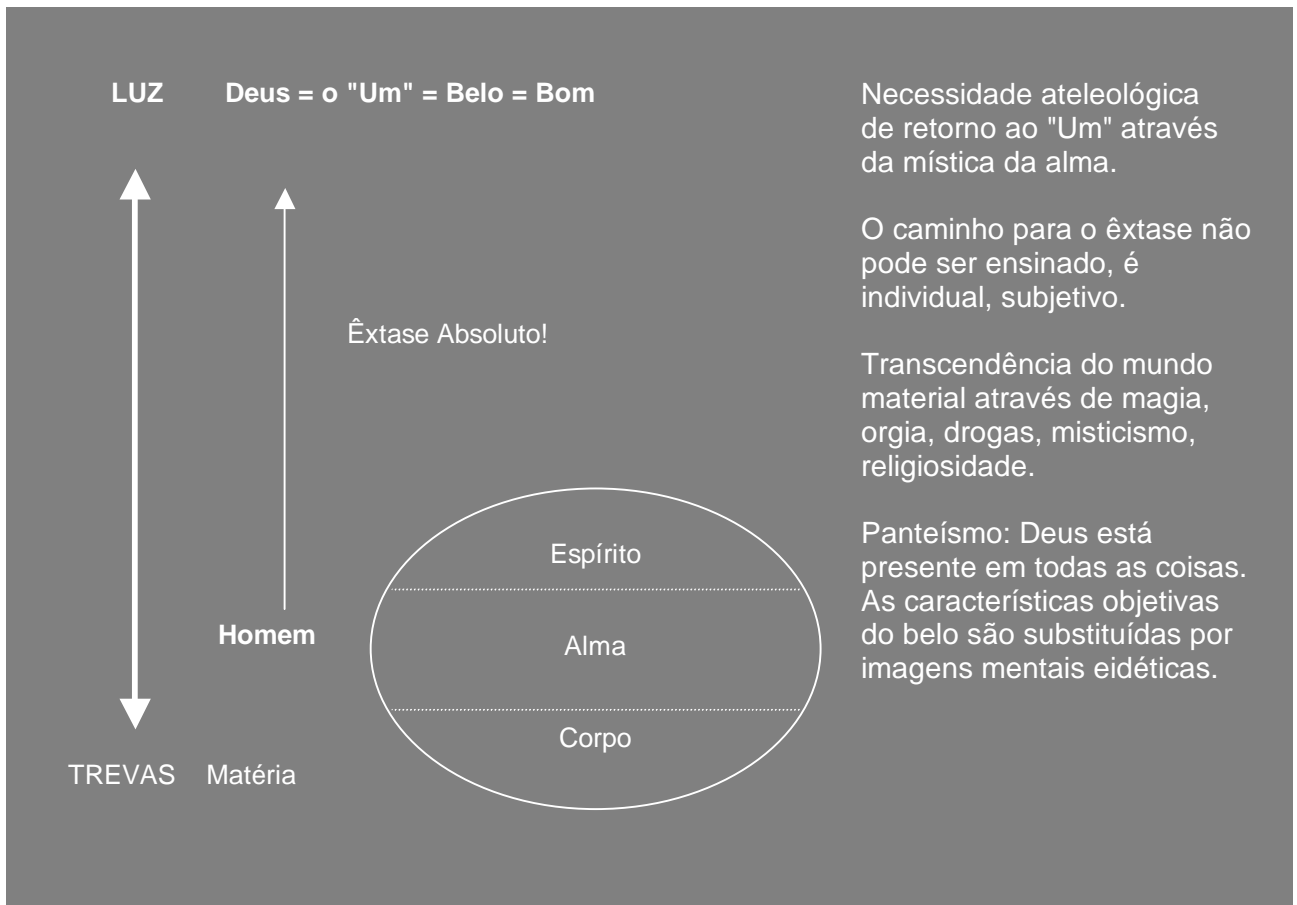 LUZ Deus = o "Um" = Belo = Bom
Êxtase Absoluto!
Espírito
Homem
Alma
Corpo
TREVAS Matéria
Necessidade ateleológica
de retorno ao "Um" através
da mística da alma.
O caminho para o êxtase não
pode ser ensinado, é
individual, subjetivo.
Transcendência do mundo
material através de magia,
orgia, drogas, misticismo,
religiosidade.
Panteísmo: Deus está
presente em todas as coisas.
As características objetivas
do belo são substituídas por
imagens mentais eidéticas.